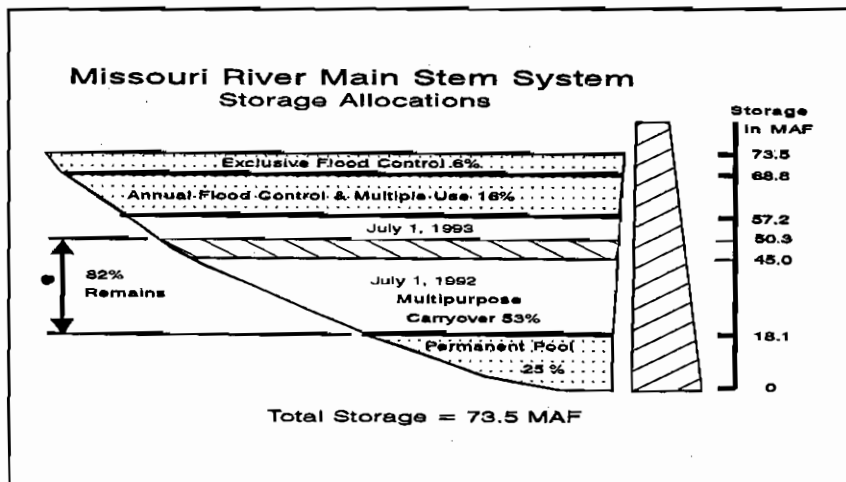 Missouri River Main Stem System
Storage Allocations
Storage
in MAF
Exclusive Flood Control 6%
73.5
68.8
Annual Flood Control & Multiple Use 16%
57.2
July 1, 1993
50.3
45.0
82%
Remains
July 1, 1992
Multipurpose
Carryover 53%
18.1
Permanent Pool
25 %
0
Total Storage = 73.5 MAF